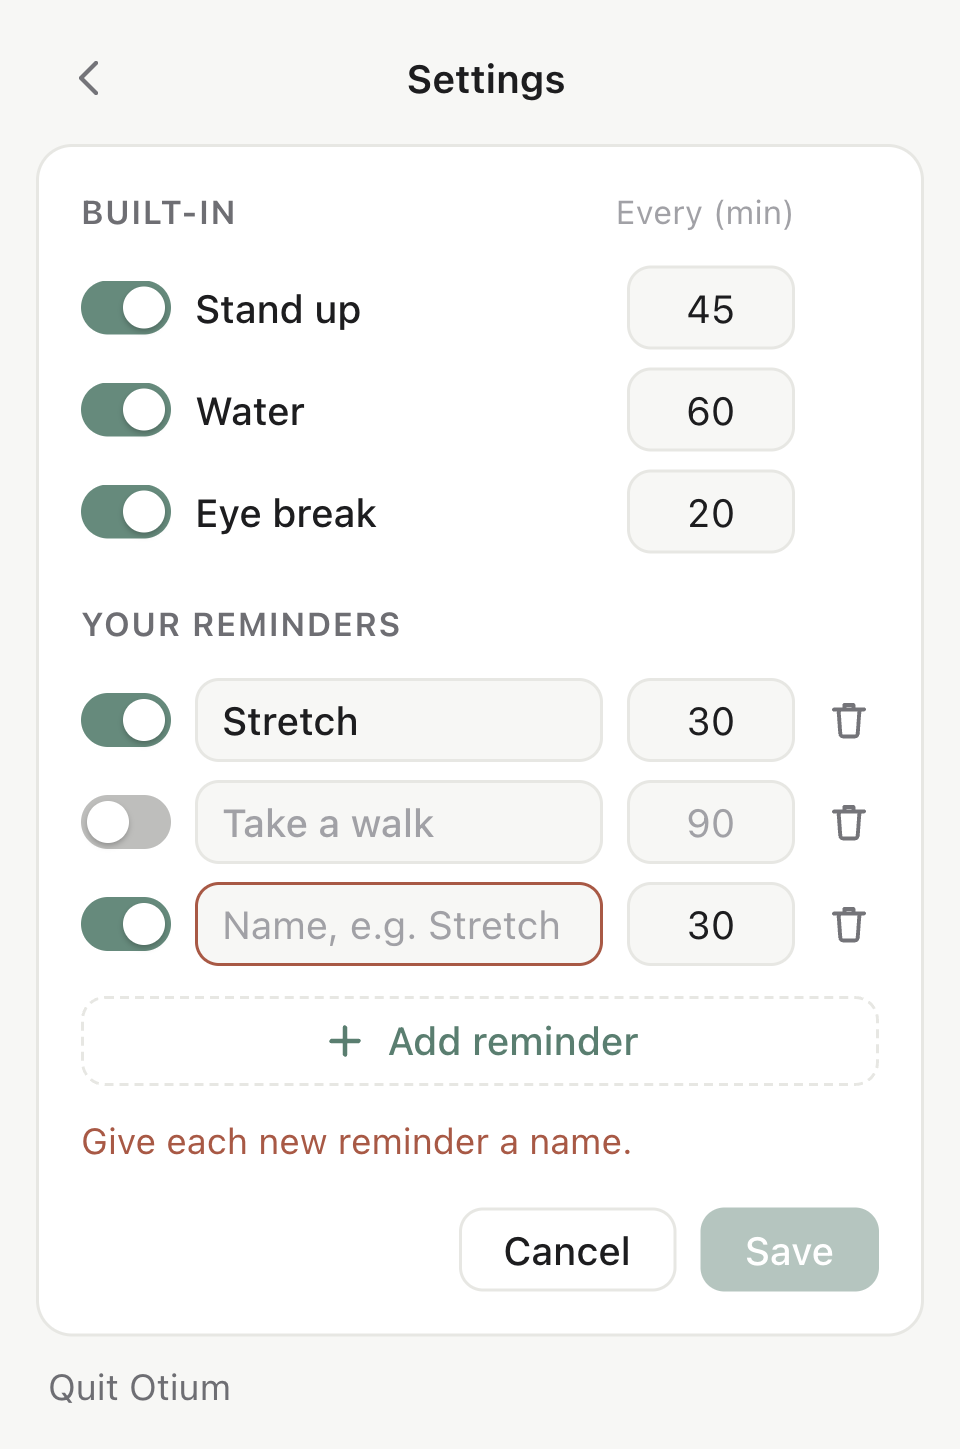 Settings
BUILT-IN Every (min)
Stand up 45
Water 60
Eye break 20
YOUR REMINDERS
Stretch 30
Take a walk 90
Name, e.g. Stretch 30
+ Add reminder
Give each new reminder a name.
Cancel Save
Quit Otium